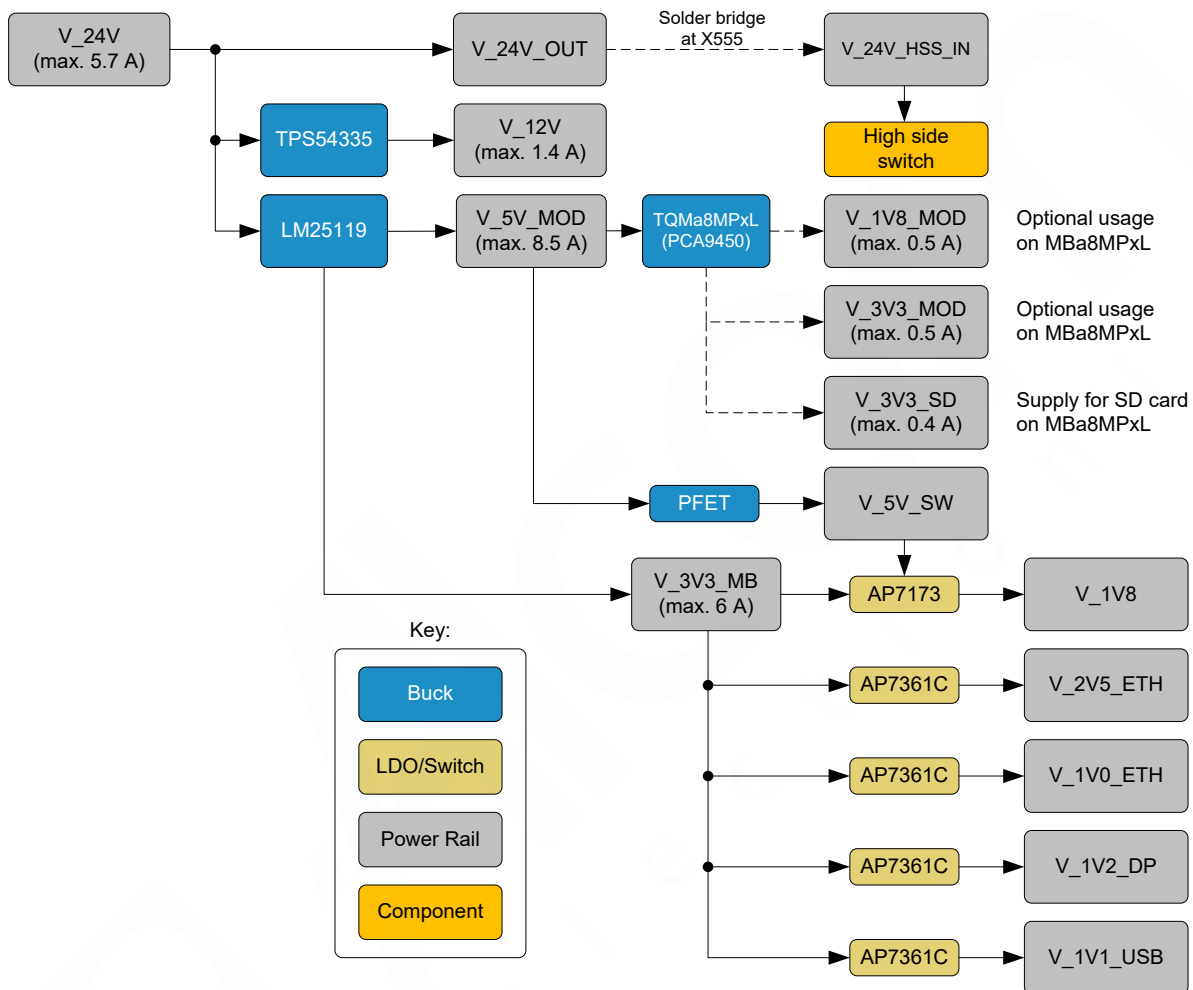 V_24V
(max. 5.7 A)
V_24V_OUT
Solder bridge
at X555
V_24V_HSS_IN
TPS54335
V_12V
(max. 1.4 A)
High side
switch
LM25119
V_5V_MOD
(max. 8.5 A)
TQMa8MPxL
(PCA9450)
V_1V8_MOD
(max. 0.5 A)
Optional usage
on MBa8MPxL
V_3V3_MOD
(max. 0.5 A)
Optional usage
on MBa8MPxL
V_3V3_SD
(max. 0.4 A)
Supply for SD card
on MBa8MPxL
PFET
V_5V_SW
V_3V3_MB
(max. 6 A)
AP7173
V_1V8
AP7361C
V_2V5_ETH
AP7361C
V_1V0_ETH
AP7361C
V_1V2_DP
AP7361C
V_1V1_USB
Key:
Buck
LDO/Switch
Power Rail
Component